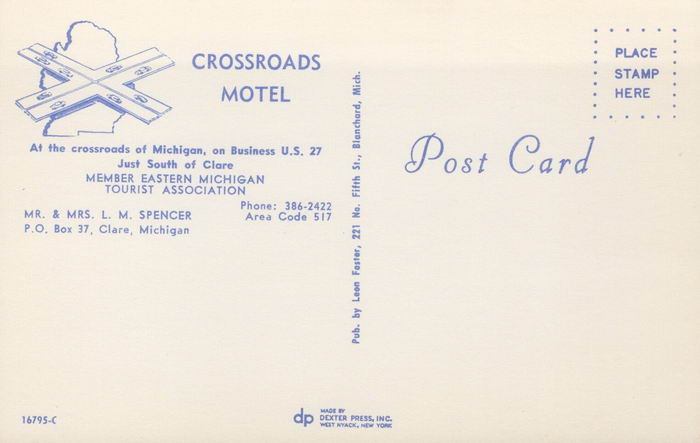 CROSSROADS
MOTEL
At the crossroads of Michigan, on Business U.S. 27
Just South of Clare
MEMBER EASTERN MICHIGAN
TOURIST ASSOCIATION
Phone: 386-2422
Area Code 517
MR. & MRS. L. M. SPENCER
P.O. Box 37, Clare, Michigan
16795-C
Pub. by Leon Foster, 221 No. Fifth St., Blanchard, Mich.
dp
MADE BY
DEXTER PRESS, INC.
WEST NYACK, NEW YORK
Post Card
PLACE
STAMP
HERE